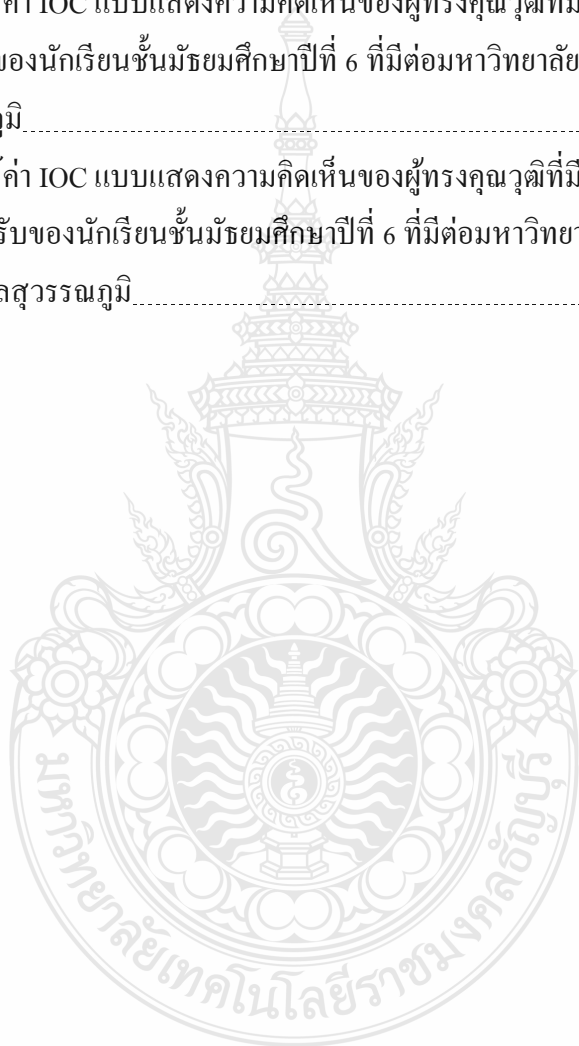 ค่า IOC แบบแสดงความคิดเห็นของผู้ทรงคุณวุฒิที่มี
ของนักเรียนชั้นมัธยมศึกษาปีที่ 6 ที่มีต่อมหาวิทยาลัย
ภูมิ
ค่า IOC แบบแสดงความคิดเห็นของผู้ทรงคุณวุฒิที่มี
รับของนักเรียนชั้นมัธยมศึกษาปีที่ 6 ที่มีต่อมหาวิทยา
ลสุวรรณภูมิ
มหาวิทยาลัยเทคโนโลยีราชมงคลธัญบุรี